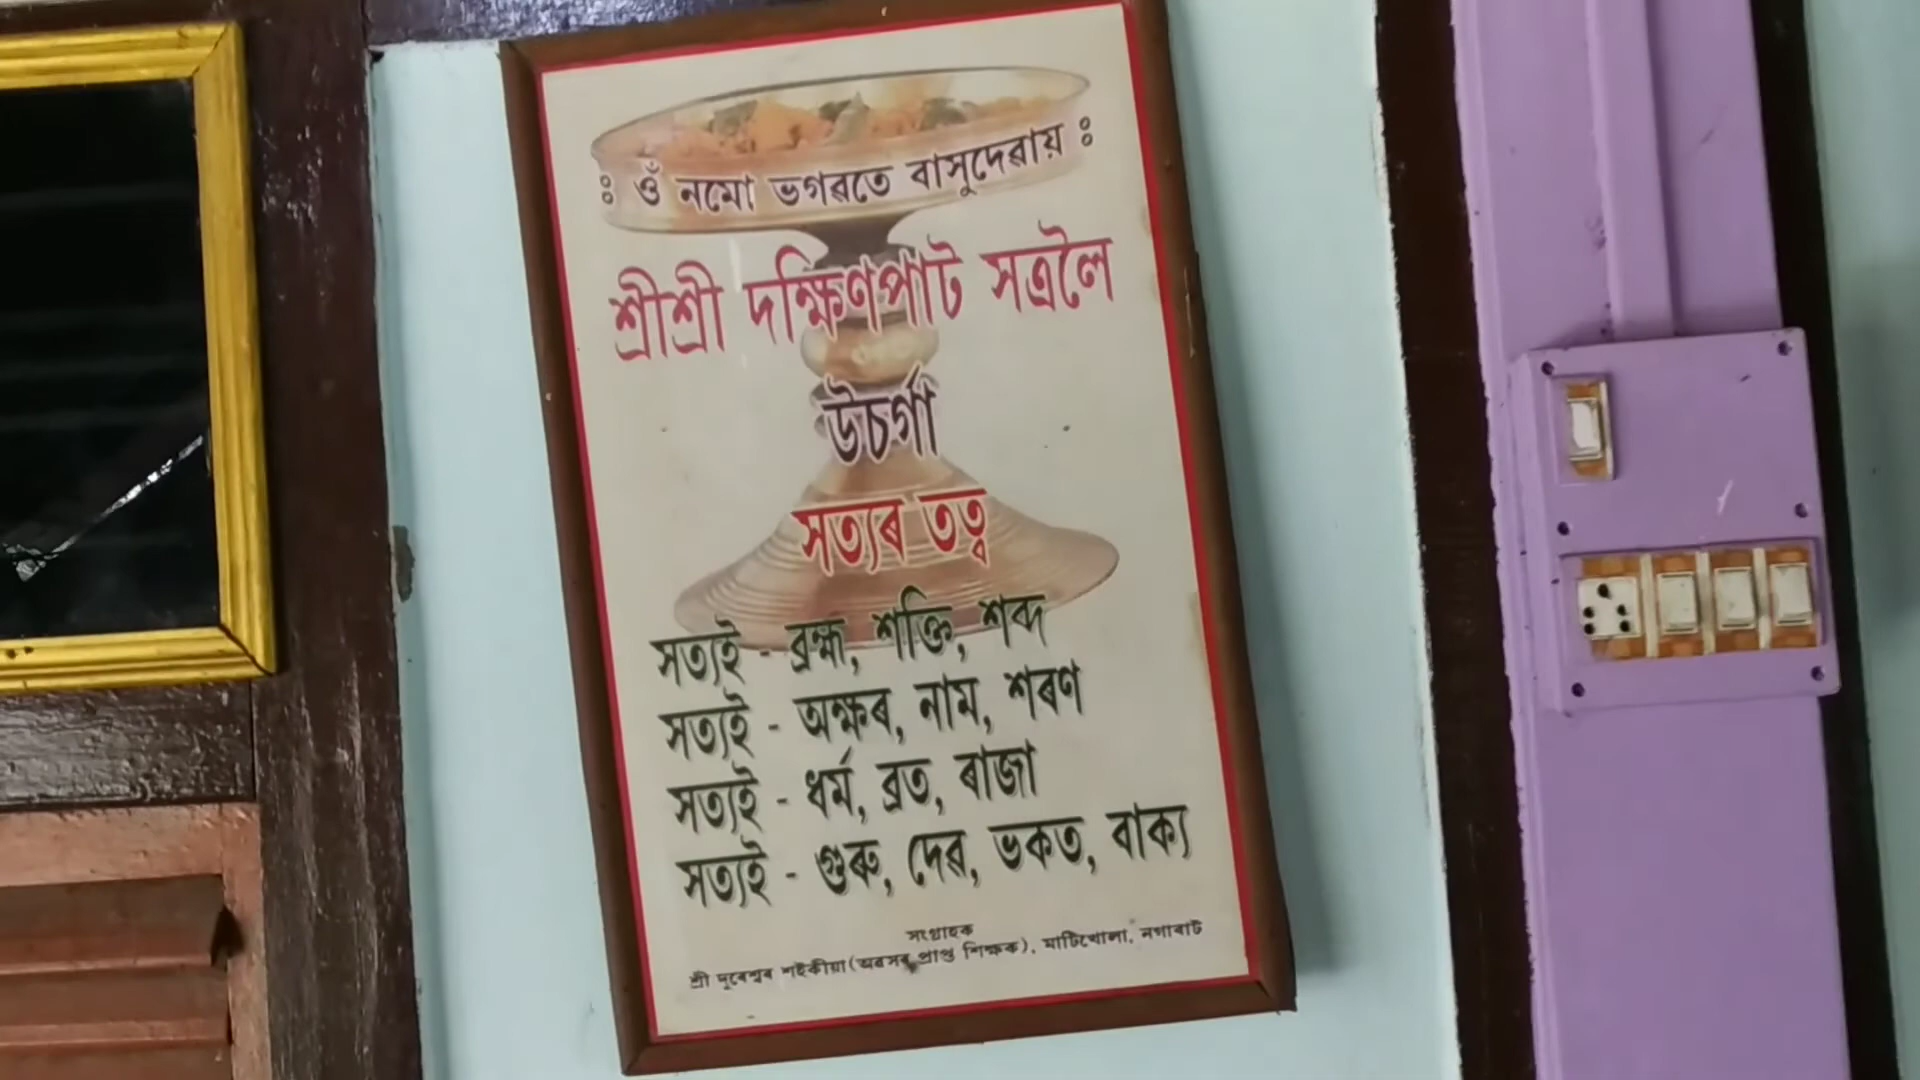 ঃ ওঁ নমো ভগৱতে বাসুদেৱায় ঃ
শ্ৰীশ্ৰী দক্ষিণপাট সত্ৰলৈ
উচৰ্গা
সত্যৰ তত্ব
সত্যই - ব্ৰহ্ম, শক্তি, শব্দ
সত্যই - অক্ষৰ, নাম, শৰণ
সত্যই - ধৰ্ম, ব্ৰত, ৰাজা
সত্যই - গুৰু, দেৱ, ভকত, বাক্য
সংগ্ৰাহক
শ্ৰী দূৰেশ্বৰ শইকীয়া (অৱসৰ প্ৰাপ্ত শিক্ষক), মাটিখোলা, নগাবাট